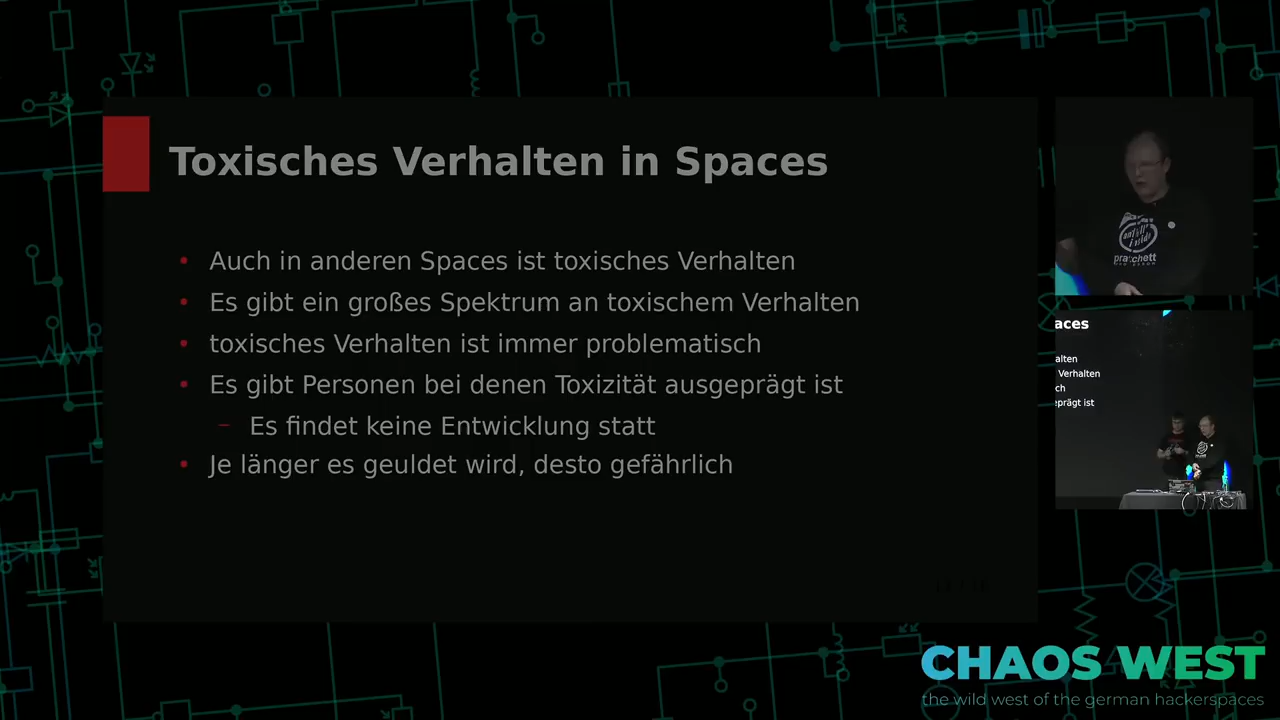 Toxisches Verhalten in Spaces
Auch in anderen Spaces ist toxisches Verhalten
Es gibt ein großes Spektrum an toxischem Verhalten
toxisches Verhalten ist immer problematisch
Es gibt Personen bei denen Toxizität ausgeprägt ist
– Es findet keine Entwicklung statt
Je länger es geuldet wird, desto gefährlich
pratchett
aces
alten
Verhalten
ch
eprägt ist
CHAOS WEST
the wild west of the german hackerspaces